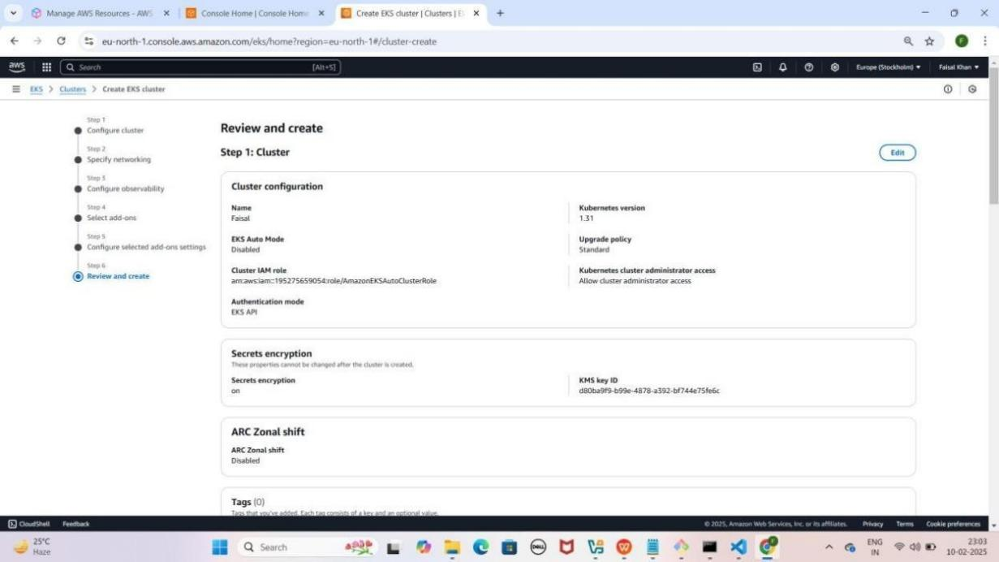 Manage AWS Resources - AWS
Console Home | Console Home
Create EKS cluster | Clusters | E
eu-north-1.console.aws.amazon.com/eks/home?region=eu-north-1#/cluster-create
F
aws
Search
[Alt+S]
Europe (Stockholm)
Faisal Khan
EKS > Clusters > Create EKS cluster
Step 1
Configure cluster
Step 2
Specify networking
Step 3
Configure observability
Step 4
Select add-ons
Step 5
Configure selected add-ons settings
Step 6
Review and create
Review and create
Step 1: Cluster
Edit
Cluster configuration
Name
Faisal
Kubernetes version
1.31
EKS Auto Mode
Disabled
Upgrade policy
Standard
Cluster IAM role
arn:aws:iam::195275659054:role/AmazonEKSAutoClusterRole
Kubernetes cluster administrator access
Allow cluster administrator access
Authentication mode
EKS API
Secrets encryption
These properties cannot be changed after the cluster is created.
Secrets encryption
on
KMS key ID
d80ba9f9-b99e-4878-a392-bf744e75fe6c
ARC Zonal shift
ARC Zonal shift
Disabled
Tags (0)
Tags that you've added. Each tag consists of a key and an optional value.
CloudShell
Feedback
© 2025, Amazon Web Services, Inc. or its affiliates.
Privacy
Terms
Cookie preferences
25°C
Haze
Search
DELL
ENG
IN
23:03
10-02-2025